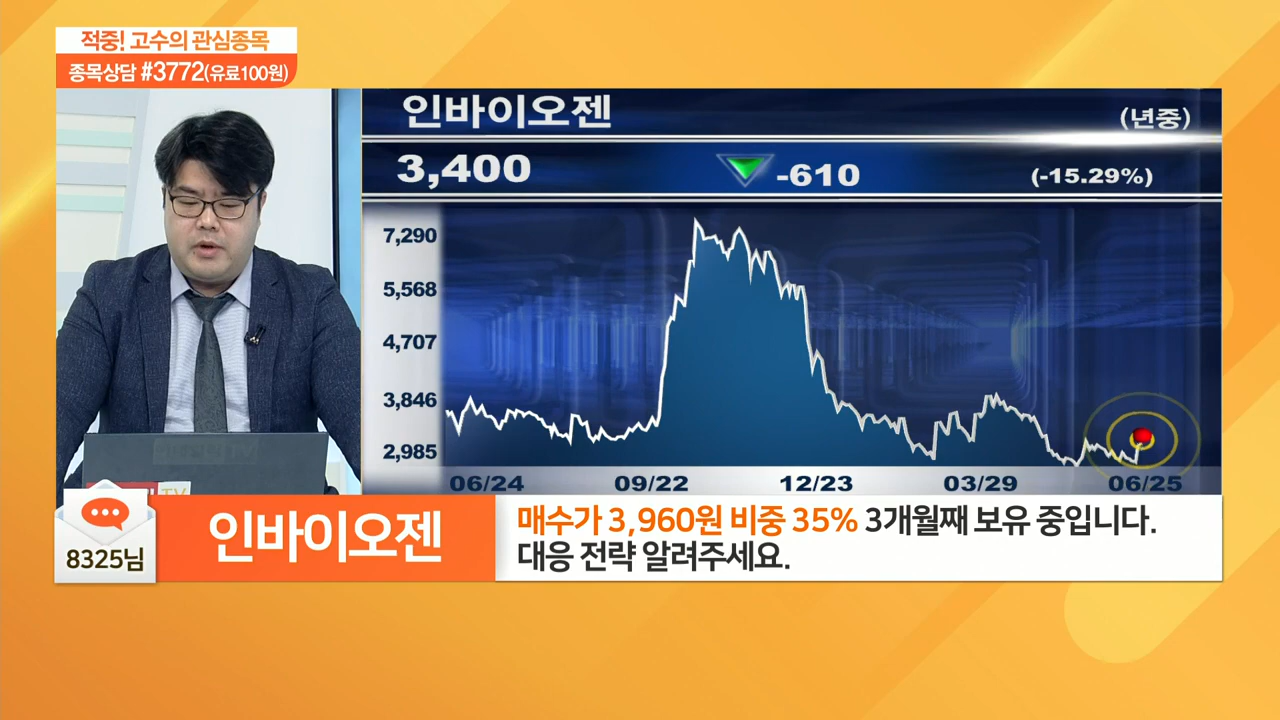 적중! 고수의 관심종목
종목상담 #3772(유료100원)
인바이오젠
(년중)
3,400
-610
(-15.29%)
7,290
5,568
4,707
3,846
2,985
06/24
09/22
12/23
03/29
06/25
TV
8325님
인바이오젠
매수가 3,960원 비중 35% 3개월째 보유 중입니다.
대응 전략 알려주세요.